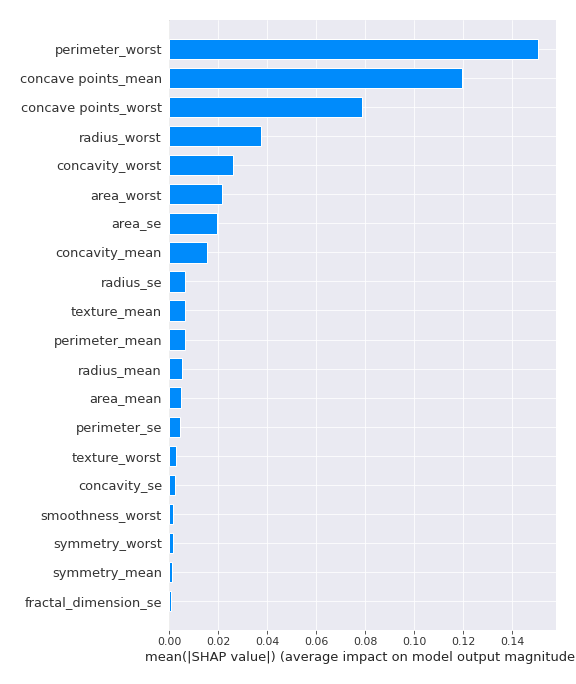 perimeter_worst
concave points_mean
concave points_worst
radius_worst
concavity_worst
area_worst
area_se
concavity_mean
radius_se
texture_mean
perimeter_mean
radius_mean
area_mean
perimeter_se
texture_worst
concavity_se
smoothness_worst
symmetry_worst
symmetry_mean
fractal_dimension_se
0.00 0.02 0.04 0.06 0.08 0.10 0.12 0.14
mean(|SHAP value|) (average impact on model output magnitude